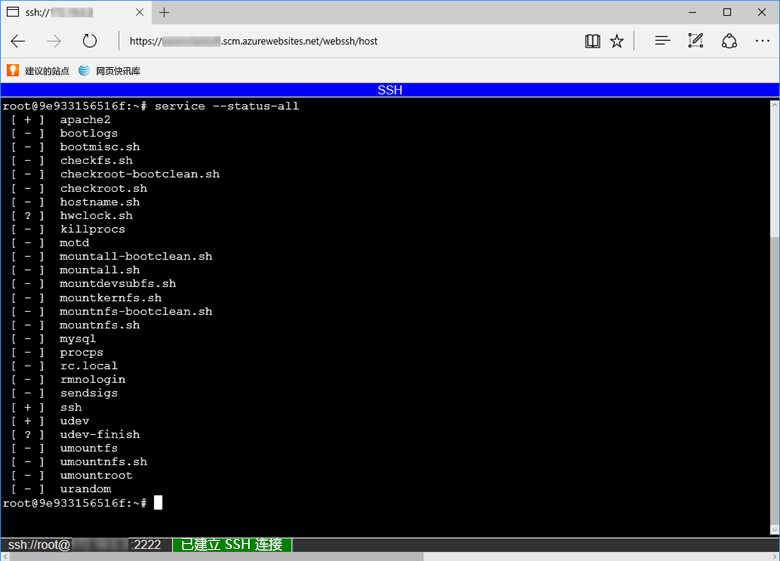 ssh://
https://.scm.azurewebsites.net/webssh/host
建议的站点 网页快讯库
SSH
root@9e933156516f:~# service --status-all
[ + ] apache2
[ - ] bootlogs
[ - ] bootmisc.sh
[ - ] checkfs.sh
[ - ] checkroot-bootclean.sh
[ - ] checkroot.sh
[ - ] hostname.sh
[ ? ] hwclock.sh
[ - ] killprocs
[ - ] motd
[ - ] mountall-bootclean.sh
[ - ] mountall.sh
[ - ] mountdevsubfs.sh
[ - ] mountkernfs.sh
[ - ] mountnfs-bootclean.sh
[ - ] mountnfs.sh
[ - ] mysql
[ - ] procps
[ - ] rc.local
[ - ] rmnologin
[ - ] sendsigs
[ + ] ssh
[ + ] udev
[ ? ] udev-finish
[ - ] umountfs
[ - ] umountnfs.sh
[ - ] umountroot
[ - ] urandom
root@9e933156516f:~#
ssh://root@ :2222 已建立 SSH 连接